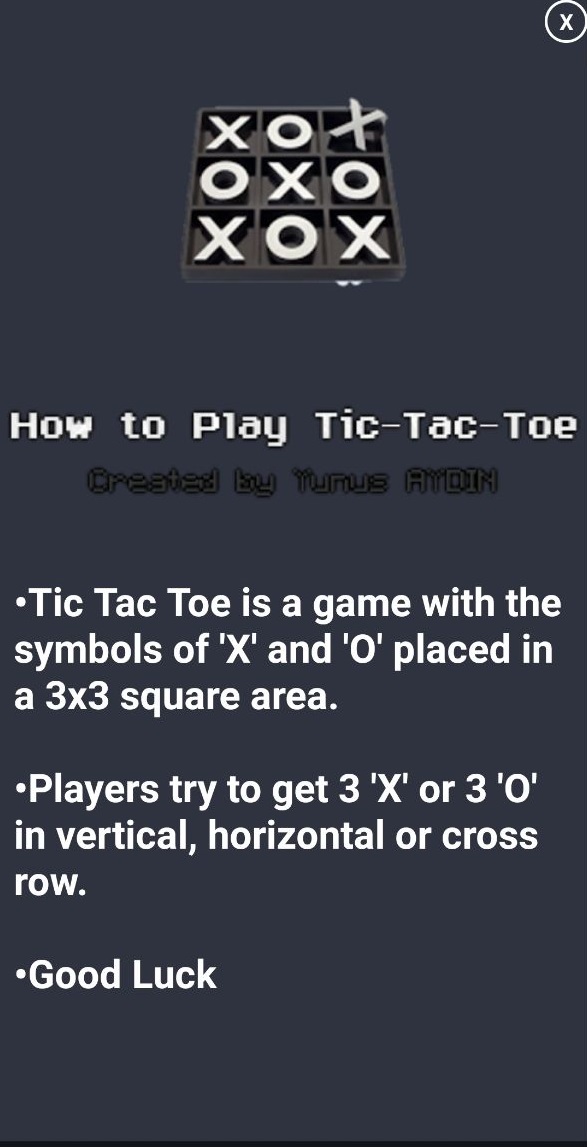 X
X O X
O X O
X O X
How to Play Tic-Tac-Toe
Created by Yunus AYDIN
•Tic Tac Toe is a game with the
symbols of 'X' and 'O' placed in
a 3x3 square area.
•Players try to get 3 'X' or 3 'O'
in vertical, horizontal or cross
row.
•Good Luck